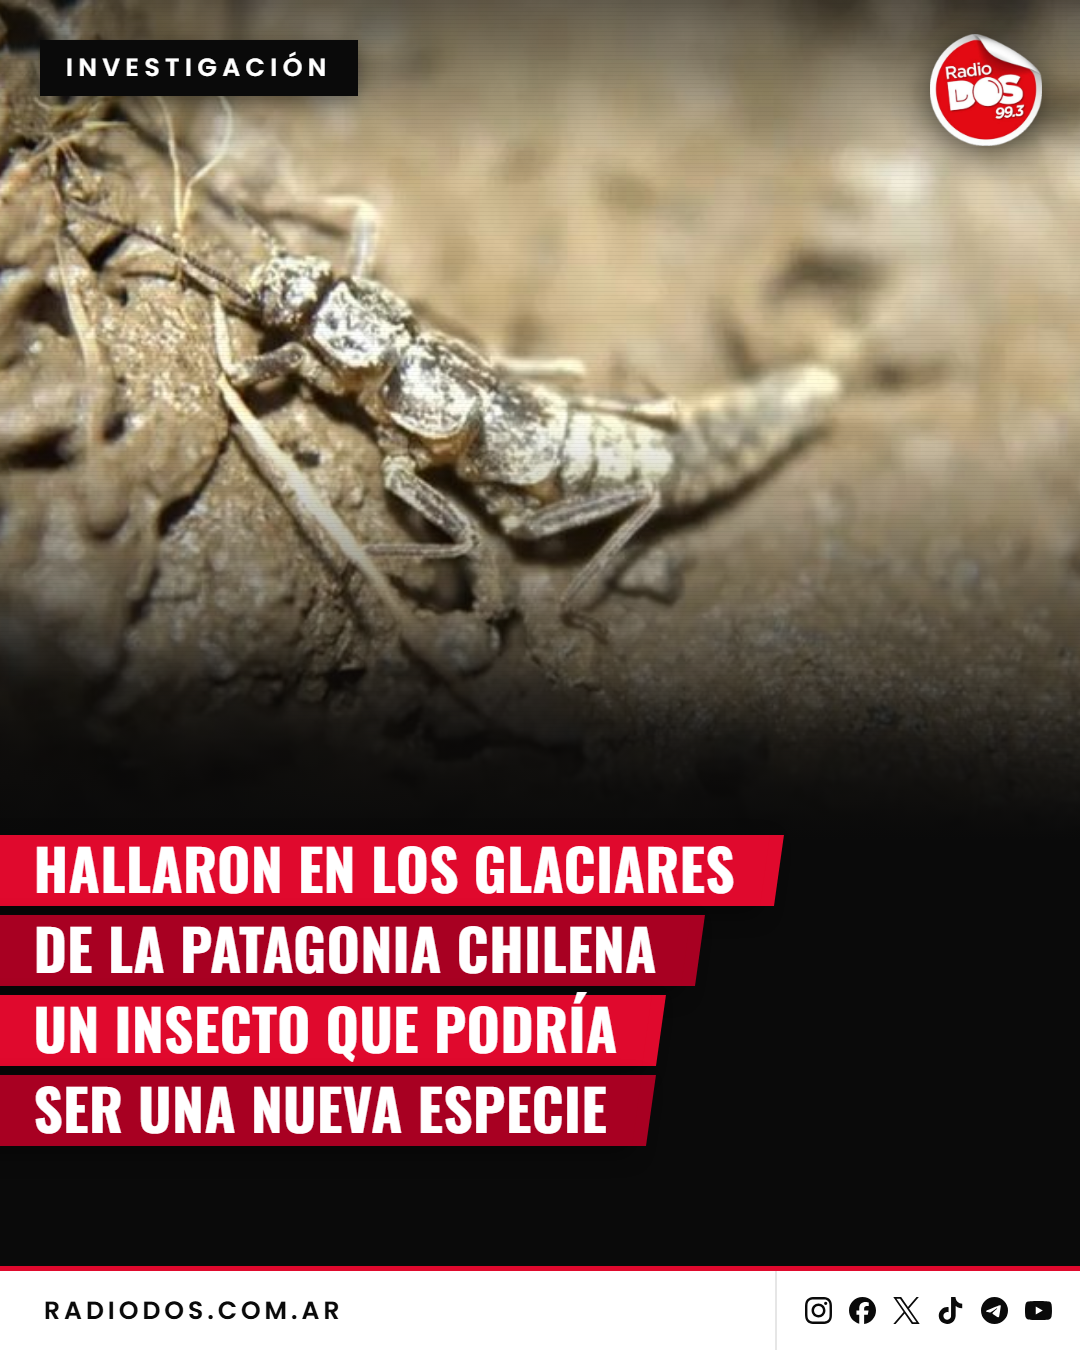 INVESTIGACIÓN
Radio
DOS
99.3
HALLARON EN LOS GLACIARES
DE LA PATAGONIA CHILENA
UN INSECTO QUE PODRÍA
SER UNA NUEVA ESPECIE
RADIODOS.COM.AR